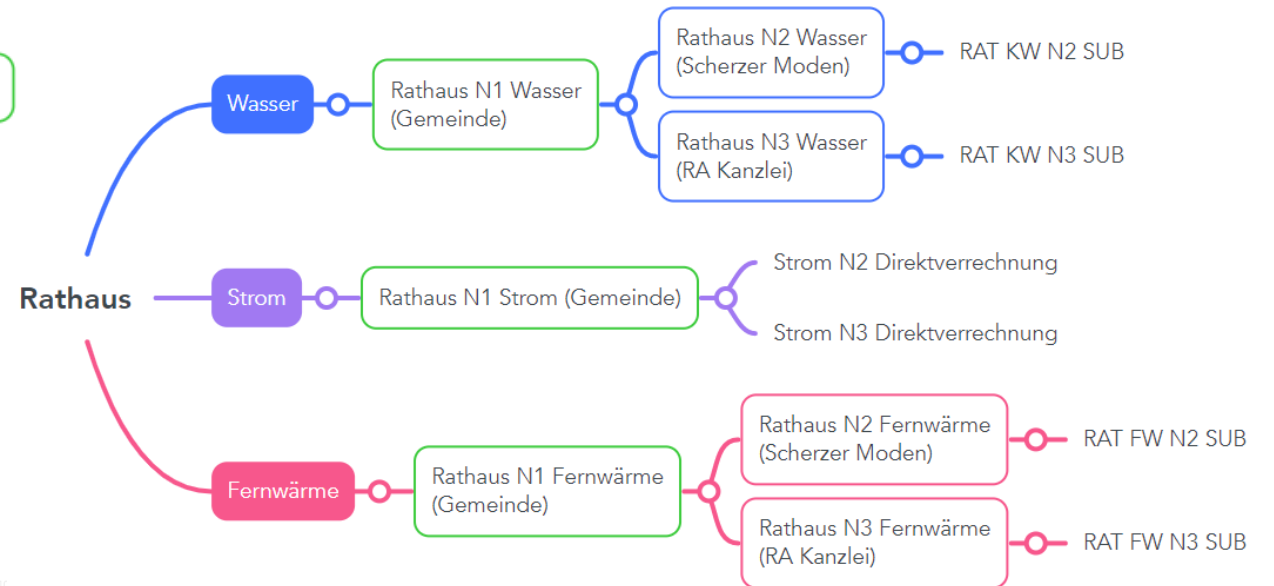 Rathaus
Wasser
Rathaus N1 Wasser
(Gemeinde)
Rathaus N2 Wasser
(Scherzer Moden)
RAT KW N2 SUB
Rathaus N3 Wasser
(RA Kanzlei)
RAT KW N3 SUB
Strom
Rathaus N1 Strom (Gemeinde)
Strom N2 Direktverrechnung
Strom N3 Direktverrechnung
Fernwärme
Rathaus N1 Fernwärme
(Gemeinde)
Rathaus N2 Fernwärme
(Scherzer Moden)
RAT FW N2 SUB
Rathaus N3 Fernwärme
(RA Kanzlei)
RAT FW N3 SUB